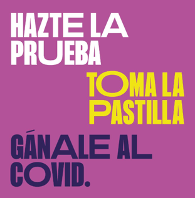 HAZTE LA
PRUEBA
TOMA LA
PASTILLA
GÁNALE AL
COVID.